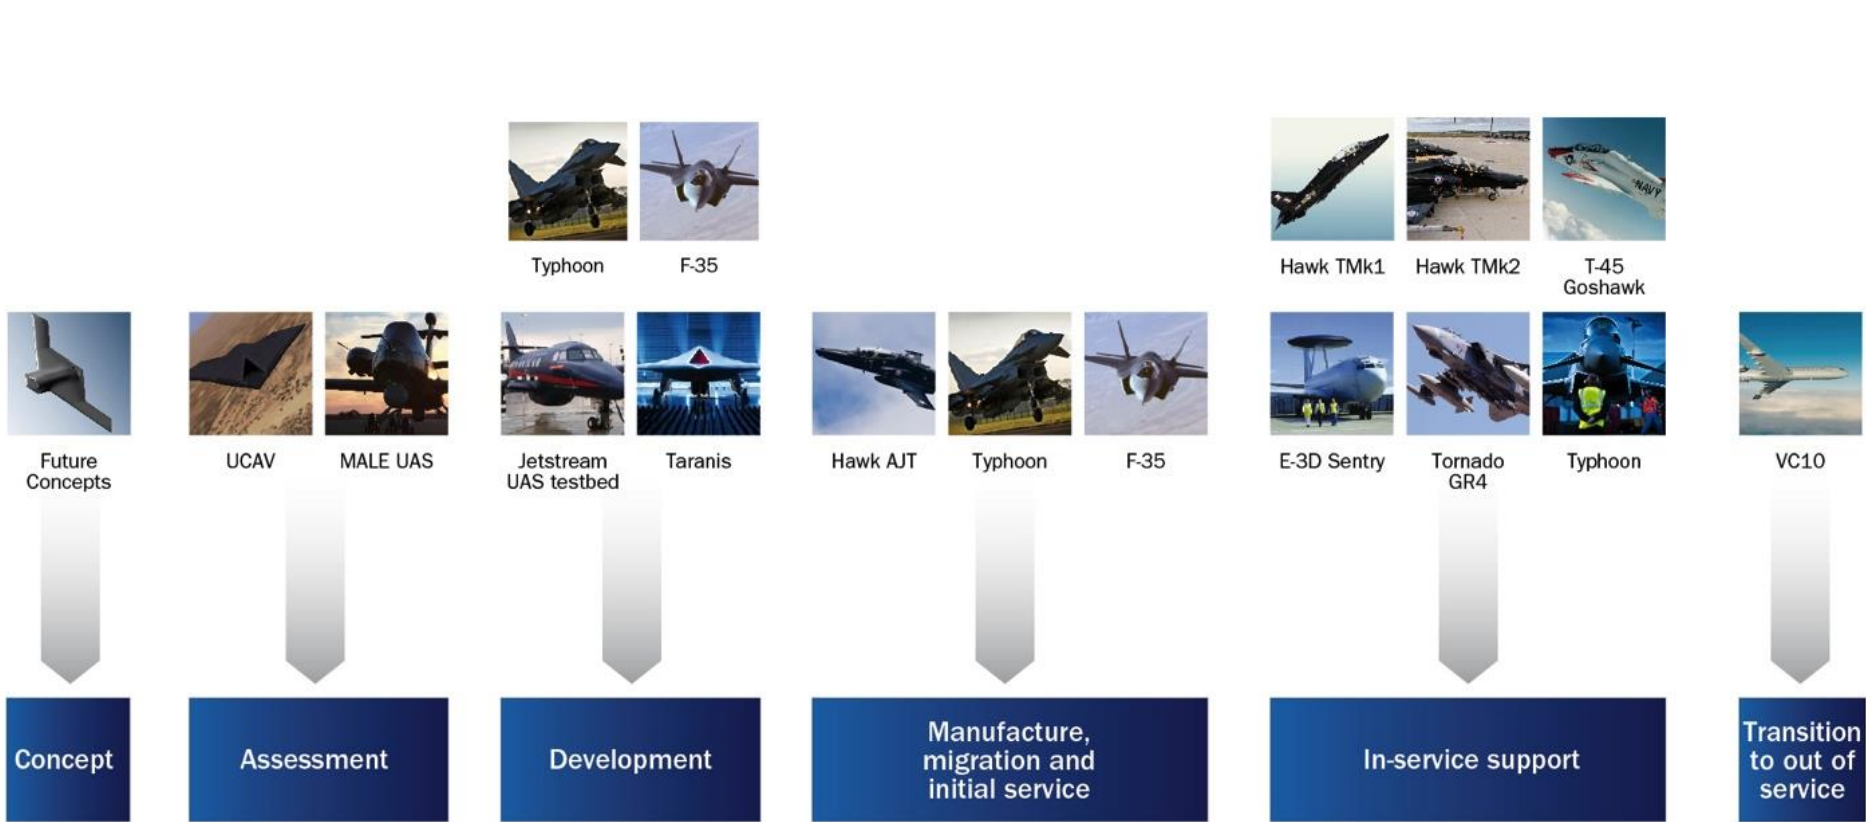 Typhoon
F-35
Hawk TMk1
Hawk TMk2
T-45
Goshawk
NAVY
Future
Concepts
UCAV
MALE UAS
Jetstream
UAS testbed
Taranis
Hawk AJT
Typhoon
F-35
E-3D Sentry
Tornado
GR4
Typhoon
VC10
Concept
Assessment
Development
Manufacture,
migration and
initial service
In-service support
Transition
to out of
service